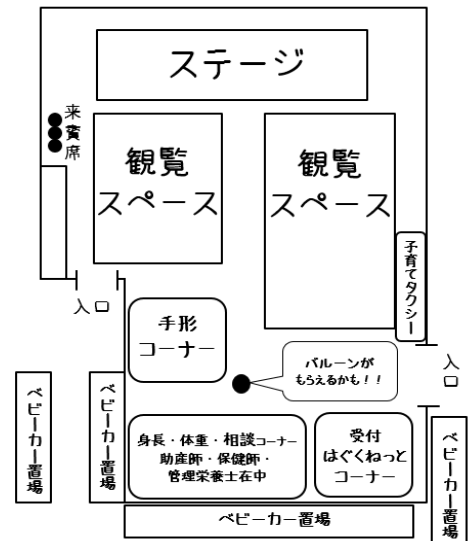 ステージ
来賓席
観覧
スペース
観覧
スペース
子育てタクシー
入口
手形
コーナー
バルーンが
もらえるかも！！
入口
ベビーカー置場
ベビーカー置場
身長・体重・相談コーナー
助産師・保健師・
管理栄養士在中
受付
はぐくねっと
コーナー
ベビーカー置場
ベビーカー置場